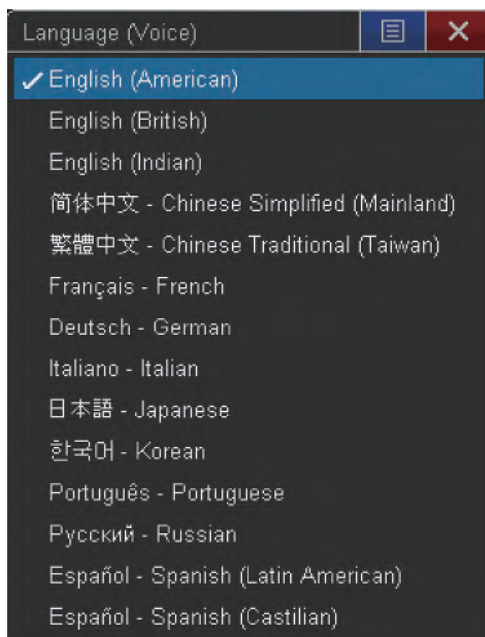 Language (Voice)
English (American)
English (British)
English (Indian)
简体中文 - Chinese Simplified (Mainland)
繁體中文 - Chinese Traditional (Taiwan)
Français - French
Deutsch - German
Italiano - Italian
日本語 - Japanese
한국어 - Korean
Português - Portuguese
Русский - Russian
Español - Spanish (Latin American)
Español - Spanish (Castilian)